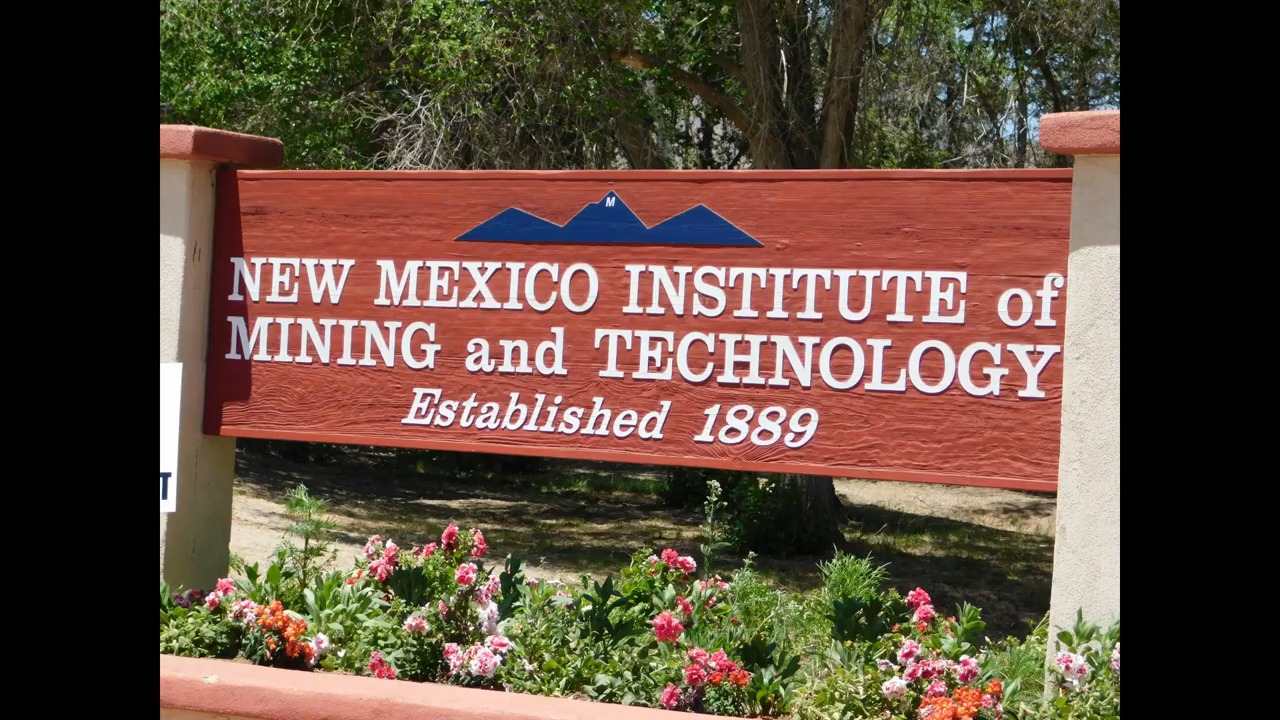 M
NEW MEXICO INSTITUTE of
MINING and TECHNOLOGY
Established 1889
T